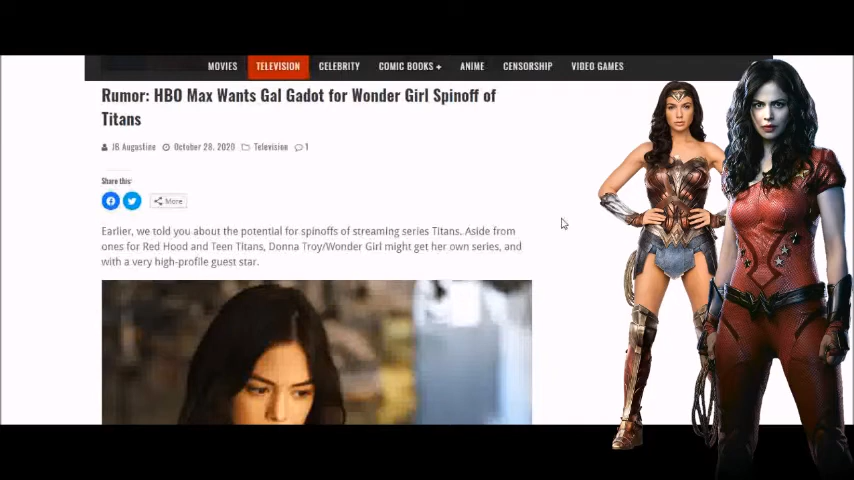 MOVIES TELEVISION CELEBRITY COMIC BOOKS + ANIME CENSORSHIP VIDEO GAMES
Rumor: HBO Max Wants Gal Gadot for Wonder Girl Spinoff of
Titans
JB Augustine October 28, 2020 Television 1
Share this:
More
Earlier, we told you about the potential for spinoffs of streaming series Titans. Aside from
ones for Red Hood and Teen Titans, Donna Troy/Wonder Girl might get her own series, and
with a very high-profile guest star.